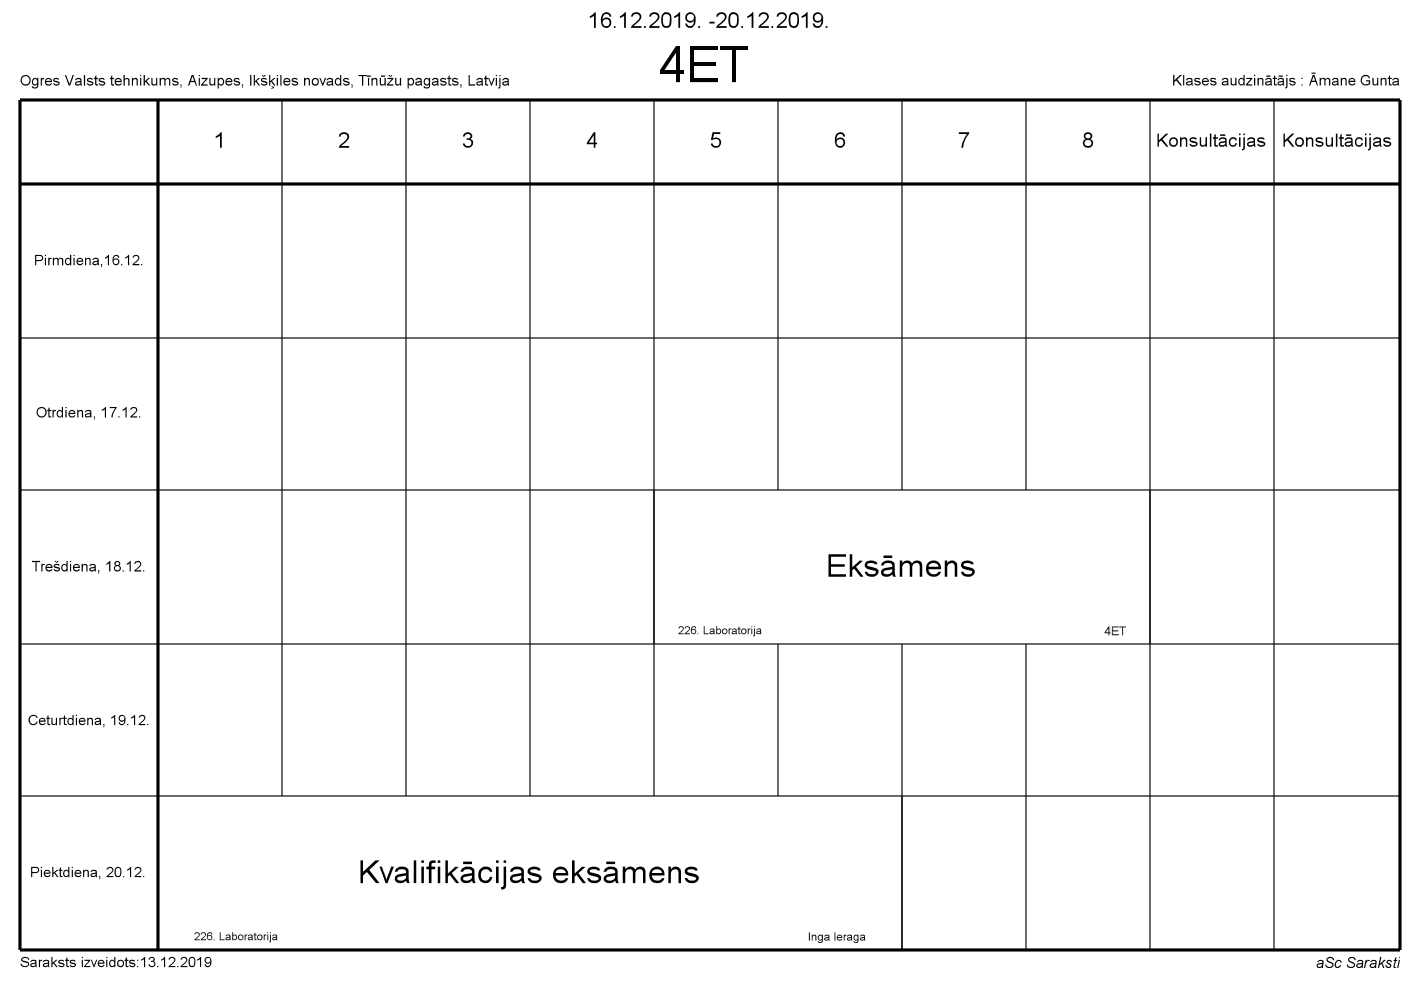 16.12.2019. -20.12.2019.
4ET
Ogres Valsts tehnikums, Aizupes, Ikšķiles novads, Tīnūžu pagasts, Latvija
Klases audzinātājs : Āmane Gunta
1 2 3 4 5 6 7 8 Konsultācijas Konsultācijas
Pirmdiena,16.12.
Otrdiena, 17.12.
Trešdiena, 18.12.
Eksāmens
226. Laboratorija
4ET
Ceturtdiena, 19.12.
Piektdiena, 20.12.
Kvalifikācijas eksāmens
226. Laboratorija
Inga Ieraga
Saraksts izveidots:13.12.2019
aSc Saraksti